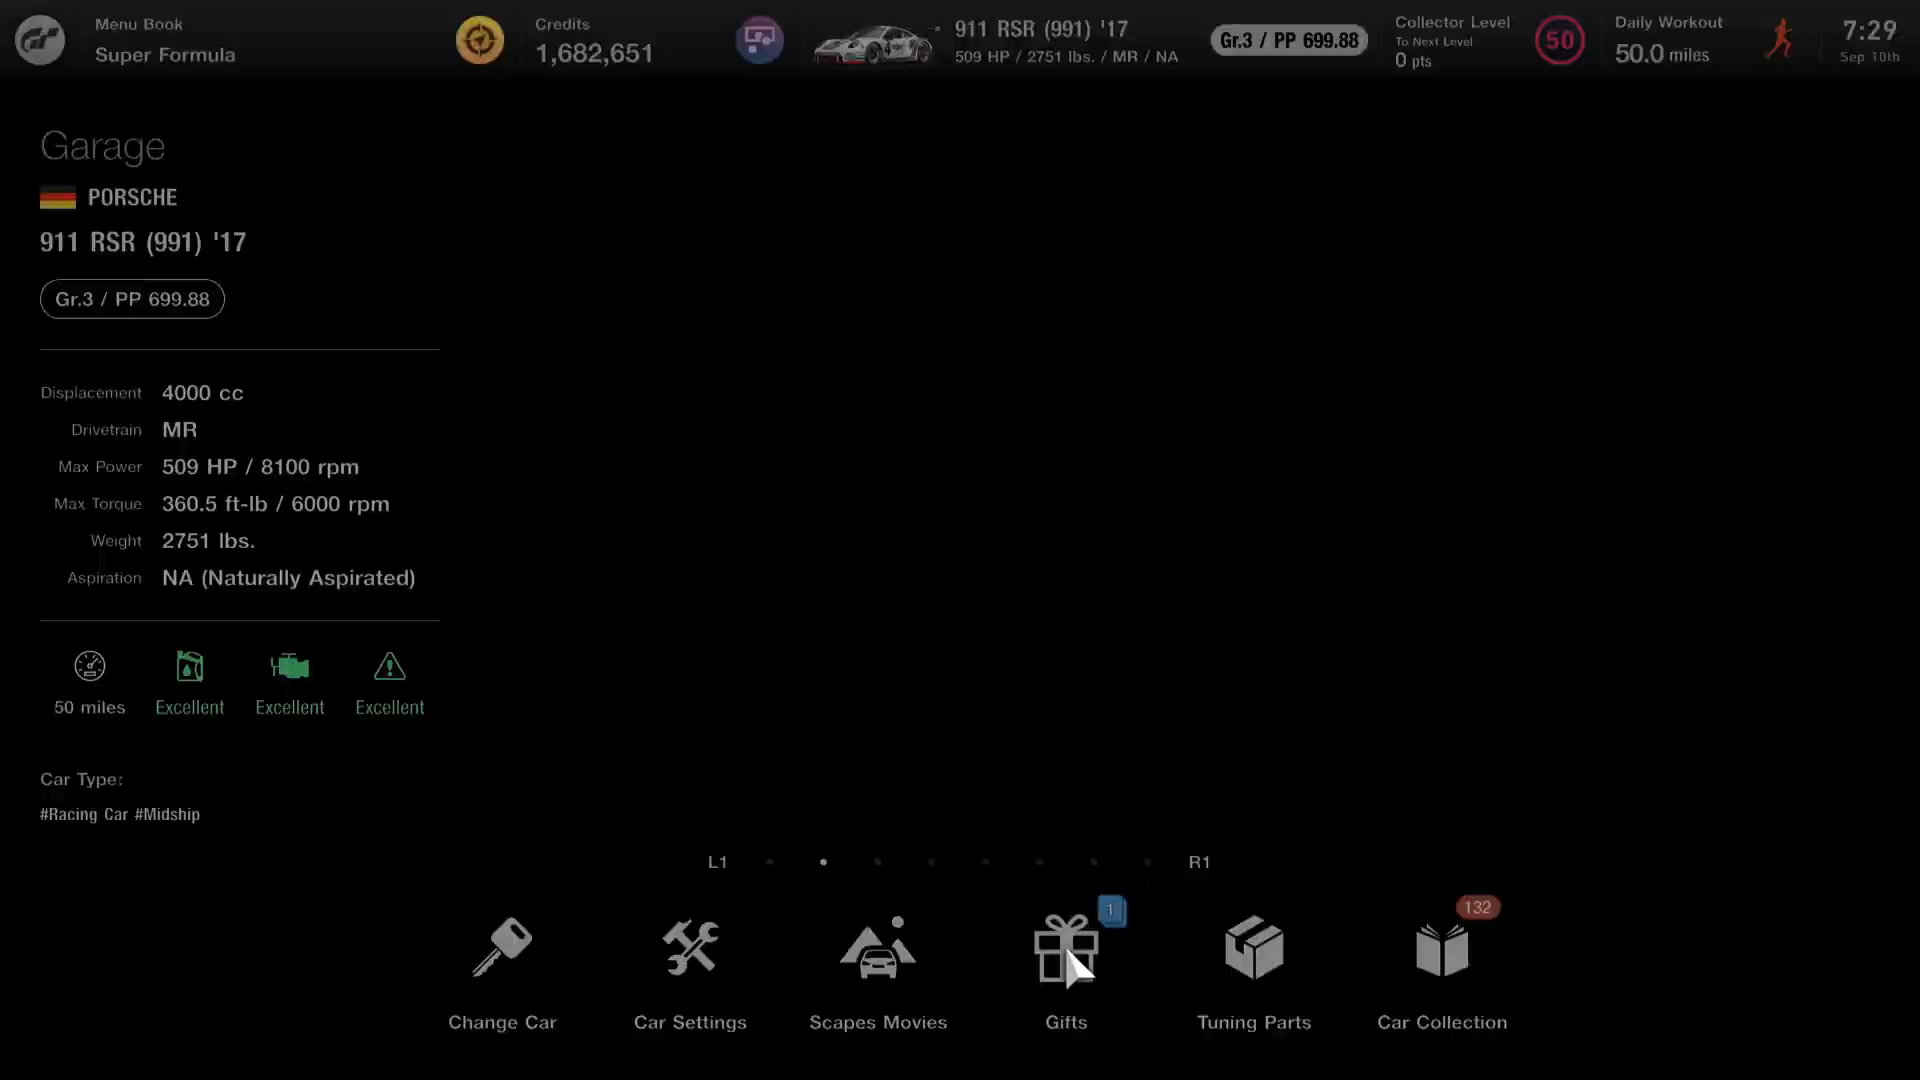 Menu Book
Super Formula
Credits
1,682,651
911 RSR (991) '17
509 HP / 2751 lbs. / MR / NA
Gr.3 / PP 699.88
Collector Level
To Next Level
0 pts
50
Daily Workout
50.0 miles
7:29
Sep 10th
Garage
PORSCHE
911 RSR (991) '17
Gr.3 / PP 699.88
Displacement 4000 cc
Drivetrain MR
Max Power 509 HP / 8100 rpm
Max Torque 360.5 ft-lb / 6000 rpm
Weight 2751 lbs.
Aspiration NA (Naturally Aspirated)
50 miles Excellent Excellent Excellent
Car Type:
#Racing Car #Midship
L1 R1
1
132
Change Car Car Settings Scapes Movies Gifts Tuning Parts Car Collection